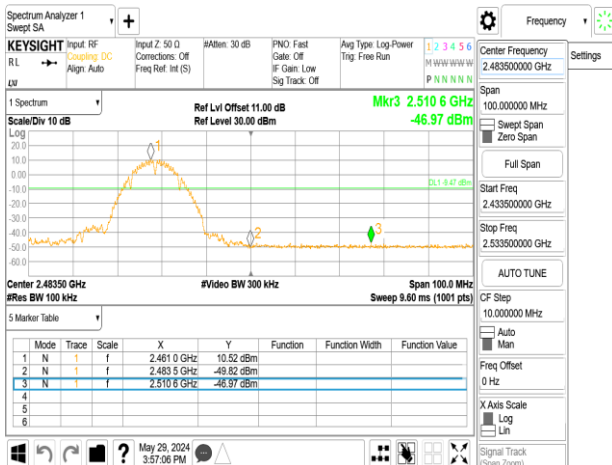 Spectrum Analyzer 1
Swept SA
Frequency
KEYSIGHT
RL
Input: RF
Coupling: DC
Align: Auto
Input Z: 50 Ω
Corrections: Off
Freq Ref: Int (S)
#Atten: 30 dB
PNO: Fast
Gate: Off
IF Gain: Low
Sig Track: Off
Avg Type: Log-Power
Trig: Free Run
1 2 3 4 5 6
M W W W W W
P N N N N N
1 Spectrum
Scale/Div 10 dB
Ref Lvl Offset 11.00 dB
Ref Level 30.00 dBm
Mkr3 2.510 6 GHz
-46.97 dBm
Log
20.0
10.0
0.00
-10.0
-20.0
-30.0
-40.0
-50.0
-60.0
1
2
3
Center 2.48350 GHz
#Res BW 100 kHz
#Video BW 300 kHz
Span 100.0 MHz
Sweep 9.60 ms (1001 pts)
5 Marker Table
Mode Trace Scale X Y Function Function Width Function Value
1 N 1 f 2.461 0 GHz 10.52 dBm
2 N 1 f 2.483 5 GHz -49.82 dBm
3 N 1 f 2.510 6 GHz -46.97 dBm
4
5
6
May 29, 2024
3:57:06 PM
Center Frequency
2.483500000 GHz
Settings
Span
100.000000 MHz
Swept Span
Zero Span
Full Span
Start Freq
2.433500000 GHz
Stop Freq
2.533500000 GHz
AUTO TUNE
CF Step
10.000000 MHz
Auto
Man
Freq Offset
0 Hz
X Axis Scale
Log
Lin
Signal Track
(Span Zoom)